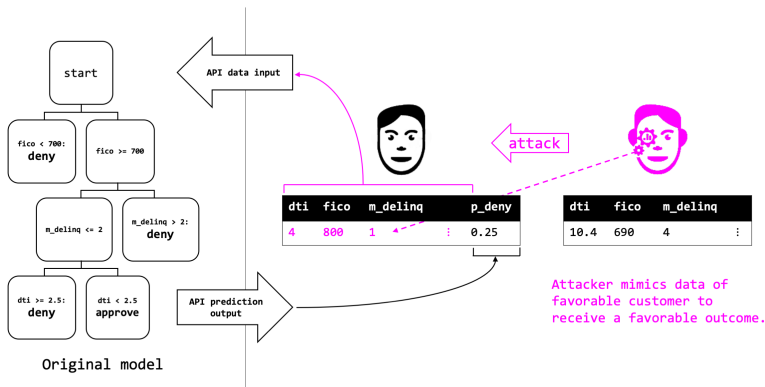 start
API data input
fico < 700:
deny
fico >= 700
m_delinq <= 2
m_delinq > 2:
deny
dti >= 2.5:
deny
dti < 2.5
approve
API prediction
output
Original model
attack
dti fico m_delinq p_deny
4 800 1 ⋮ 0.25
dti fico m_delinq
10.4 690 4 ⋮
Attacker mimics data of
favorable customer to
receive a favorable outcome.